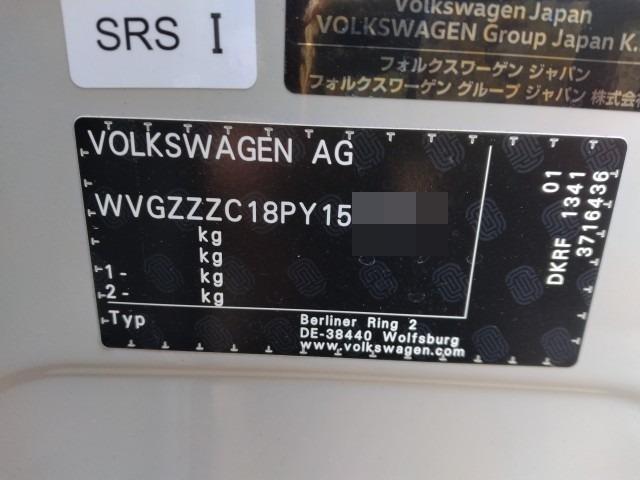 SRS I
Volkswagen Japan
VOLKSWAGEN Group Japan K.
フォルクスワーゲン ジャパン
フォルクスワーゲン グループ ジャパン 株式会
VOLKSWAGEN AG
WVGZZZC18PY15
kg
kg
1- kg
2- kg
Typ
Berliner Ring 2
DE-38440 Wolfsburg
www.volkswagen.com
01
DKRF 1341
3716436